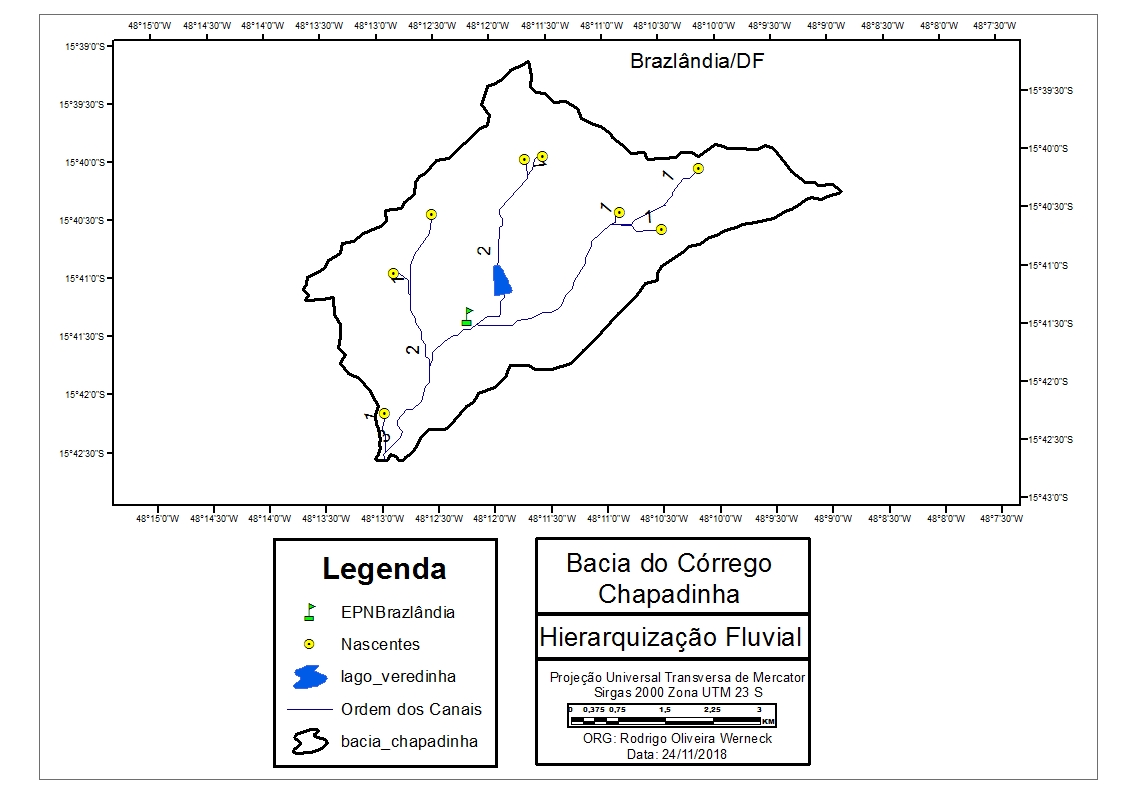 48°15'0"W 48°14'30"W 48°14'0"W 48°13'30"W 48°13'0"W 48°12'30"W 48°12'0"W 48°11'30"W 48°11'0"W 48°10'30"W 48°10'0"W 48°9'30"W 48°9'0"W 48°8'30"W 48°8'0"W 48°7'30"W
Brazlândia/DF
15°39'0"S
15°39'30"S
15°40'0"S
15°40'30"S
15°41'0"S
15°41'30"S
15°42'0"S
15°42'30"S
15°39'30"S
15°40'0"S
15°40'30"S
15°41'0"S
15°41'30"S
15°42'0"S
15°42'30"S
15°43'0"S
1
1
1
1
1
2
1
2
1
3
48°15'0"W 48°14'30"W 48°14'0"W 48°13'30"W 48°13'0"W 48°12'30"W 48°12'0"W 48°11'30"W 48°11'0"W 48°10'30"W 48°10'0"W 48°9'30"W 48°9'0"W 48°8'30"W 48°8'0"W 48°7'30"W
Legenda
EPNBrazlândia
Nascentes
lago_veredinha
Ordem dos Canais
bacia_chapadinha
Bacia do Córrego
Chapadinha
Hierarquização Fluvial
Projeção Universal Transversa de Mercator
Sirgas 2000 Zona UTM 23 S
0 0,375 0,75 1,5 2,25 3
KM
ORG: Rodrigo Oliveira Werneck
Data: 24/11/2018